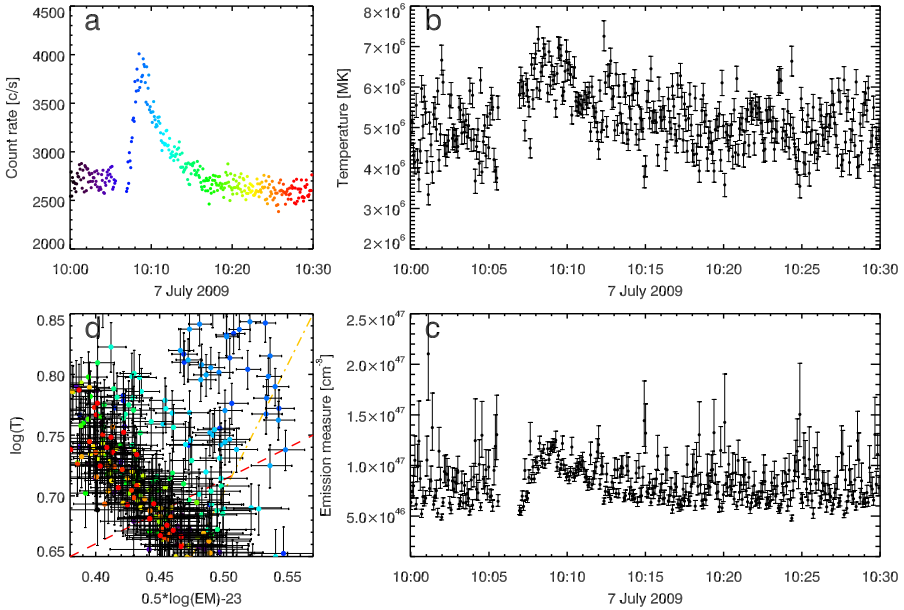 a
Count rate [c/s]
4500
4000
3500
3000
2500
2000
10:00 10:10 10:20 10:30
7 July 2009
b
Temperature [MK]
8×10⁶
7×10⁶
6×10⁶
5×10⁶
4×10⁶
3×10⁶
2×10⁶
10:00 10:05 10:10 10:15 10:20 10:25 10:30
7 July 2009
d
log(T)
0.85
0.80
0.75
0.70
0.65
0.40 0.45 0.50 0.55
0.5*log(EM)-23
c
Emission measure [cm⁻³]
2.5×10⁴⁷
2.0×10⁴⁷
1.5×10⁴⁷
1.0×10⁴⁷
5.0×10⁴⁶
10:00 10:05 10:10 10:15 10:20 10:25 10:30
7 July 2009